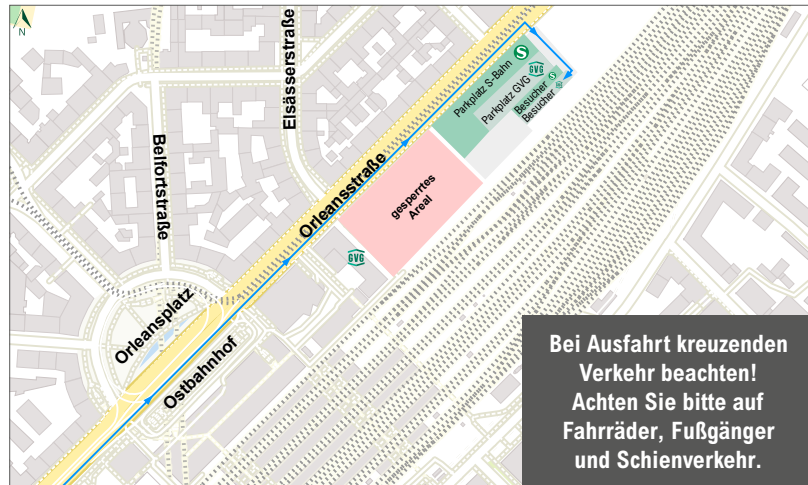 N
Elsässerstraße
Belfortstraße
Parkplatz S-Bahn
S
Parkplatz GVG
GVG
Besucher S
Besucher
Orleansstraße
gesperrtes
Areal
GVG
Orleansplatz
Ostbahnhof
Bei Ausfahrt kreuzenden
Verkehr beachten!
Achten Sie bitte auf
Fahrräder, Fußgänger
und Schienverkehr.